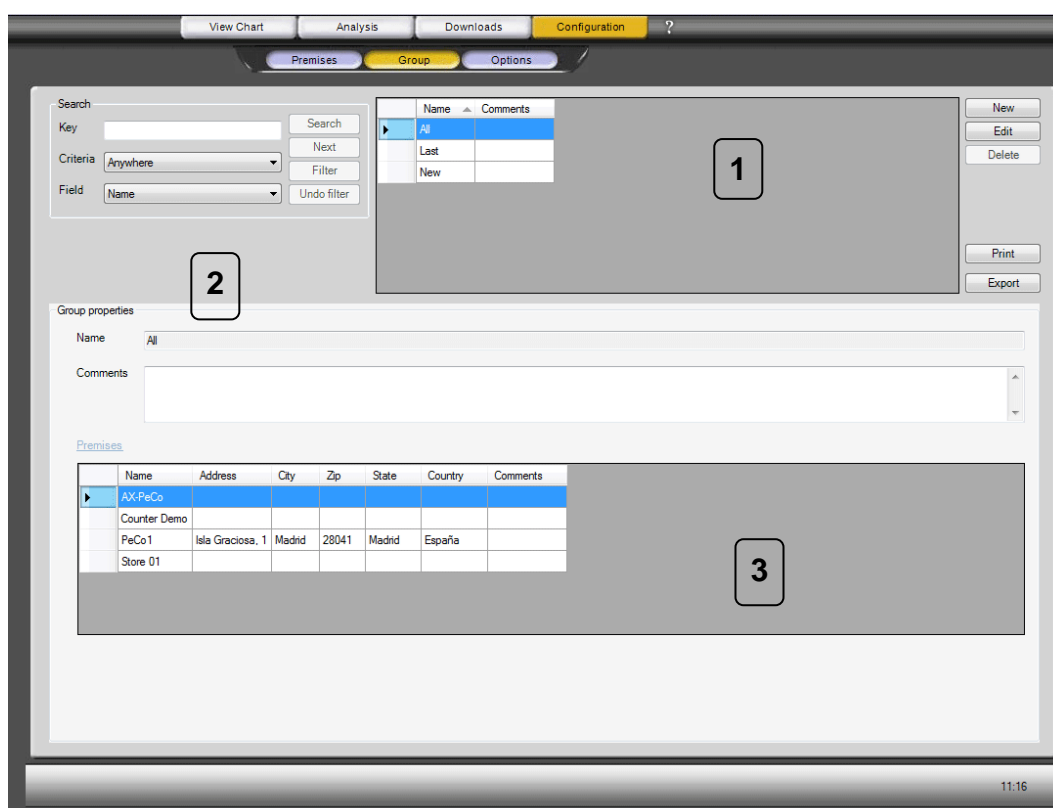 View Chart Analysis Downloads Configuration ?
Premises Group Options
Search
Key Search
Next
Criteria Anywhere Filter
Field Name Undo filter
Name Comments
All
Last
New
1
New
Edit
Delete
Print
Export
2
Group properties
Name All
Comments
Premises
Name Address City Zip State Country Comments
AX-PeCo
Counter Demo
PeCo1 Isla Graciosa, 1 Madrid 28041 Madrid España
Store 01
3
11:16